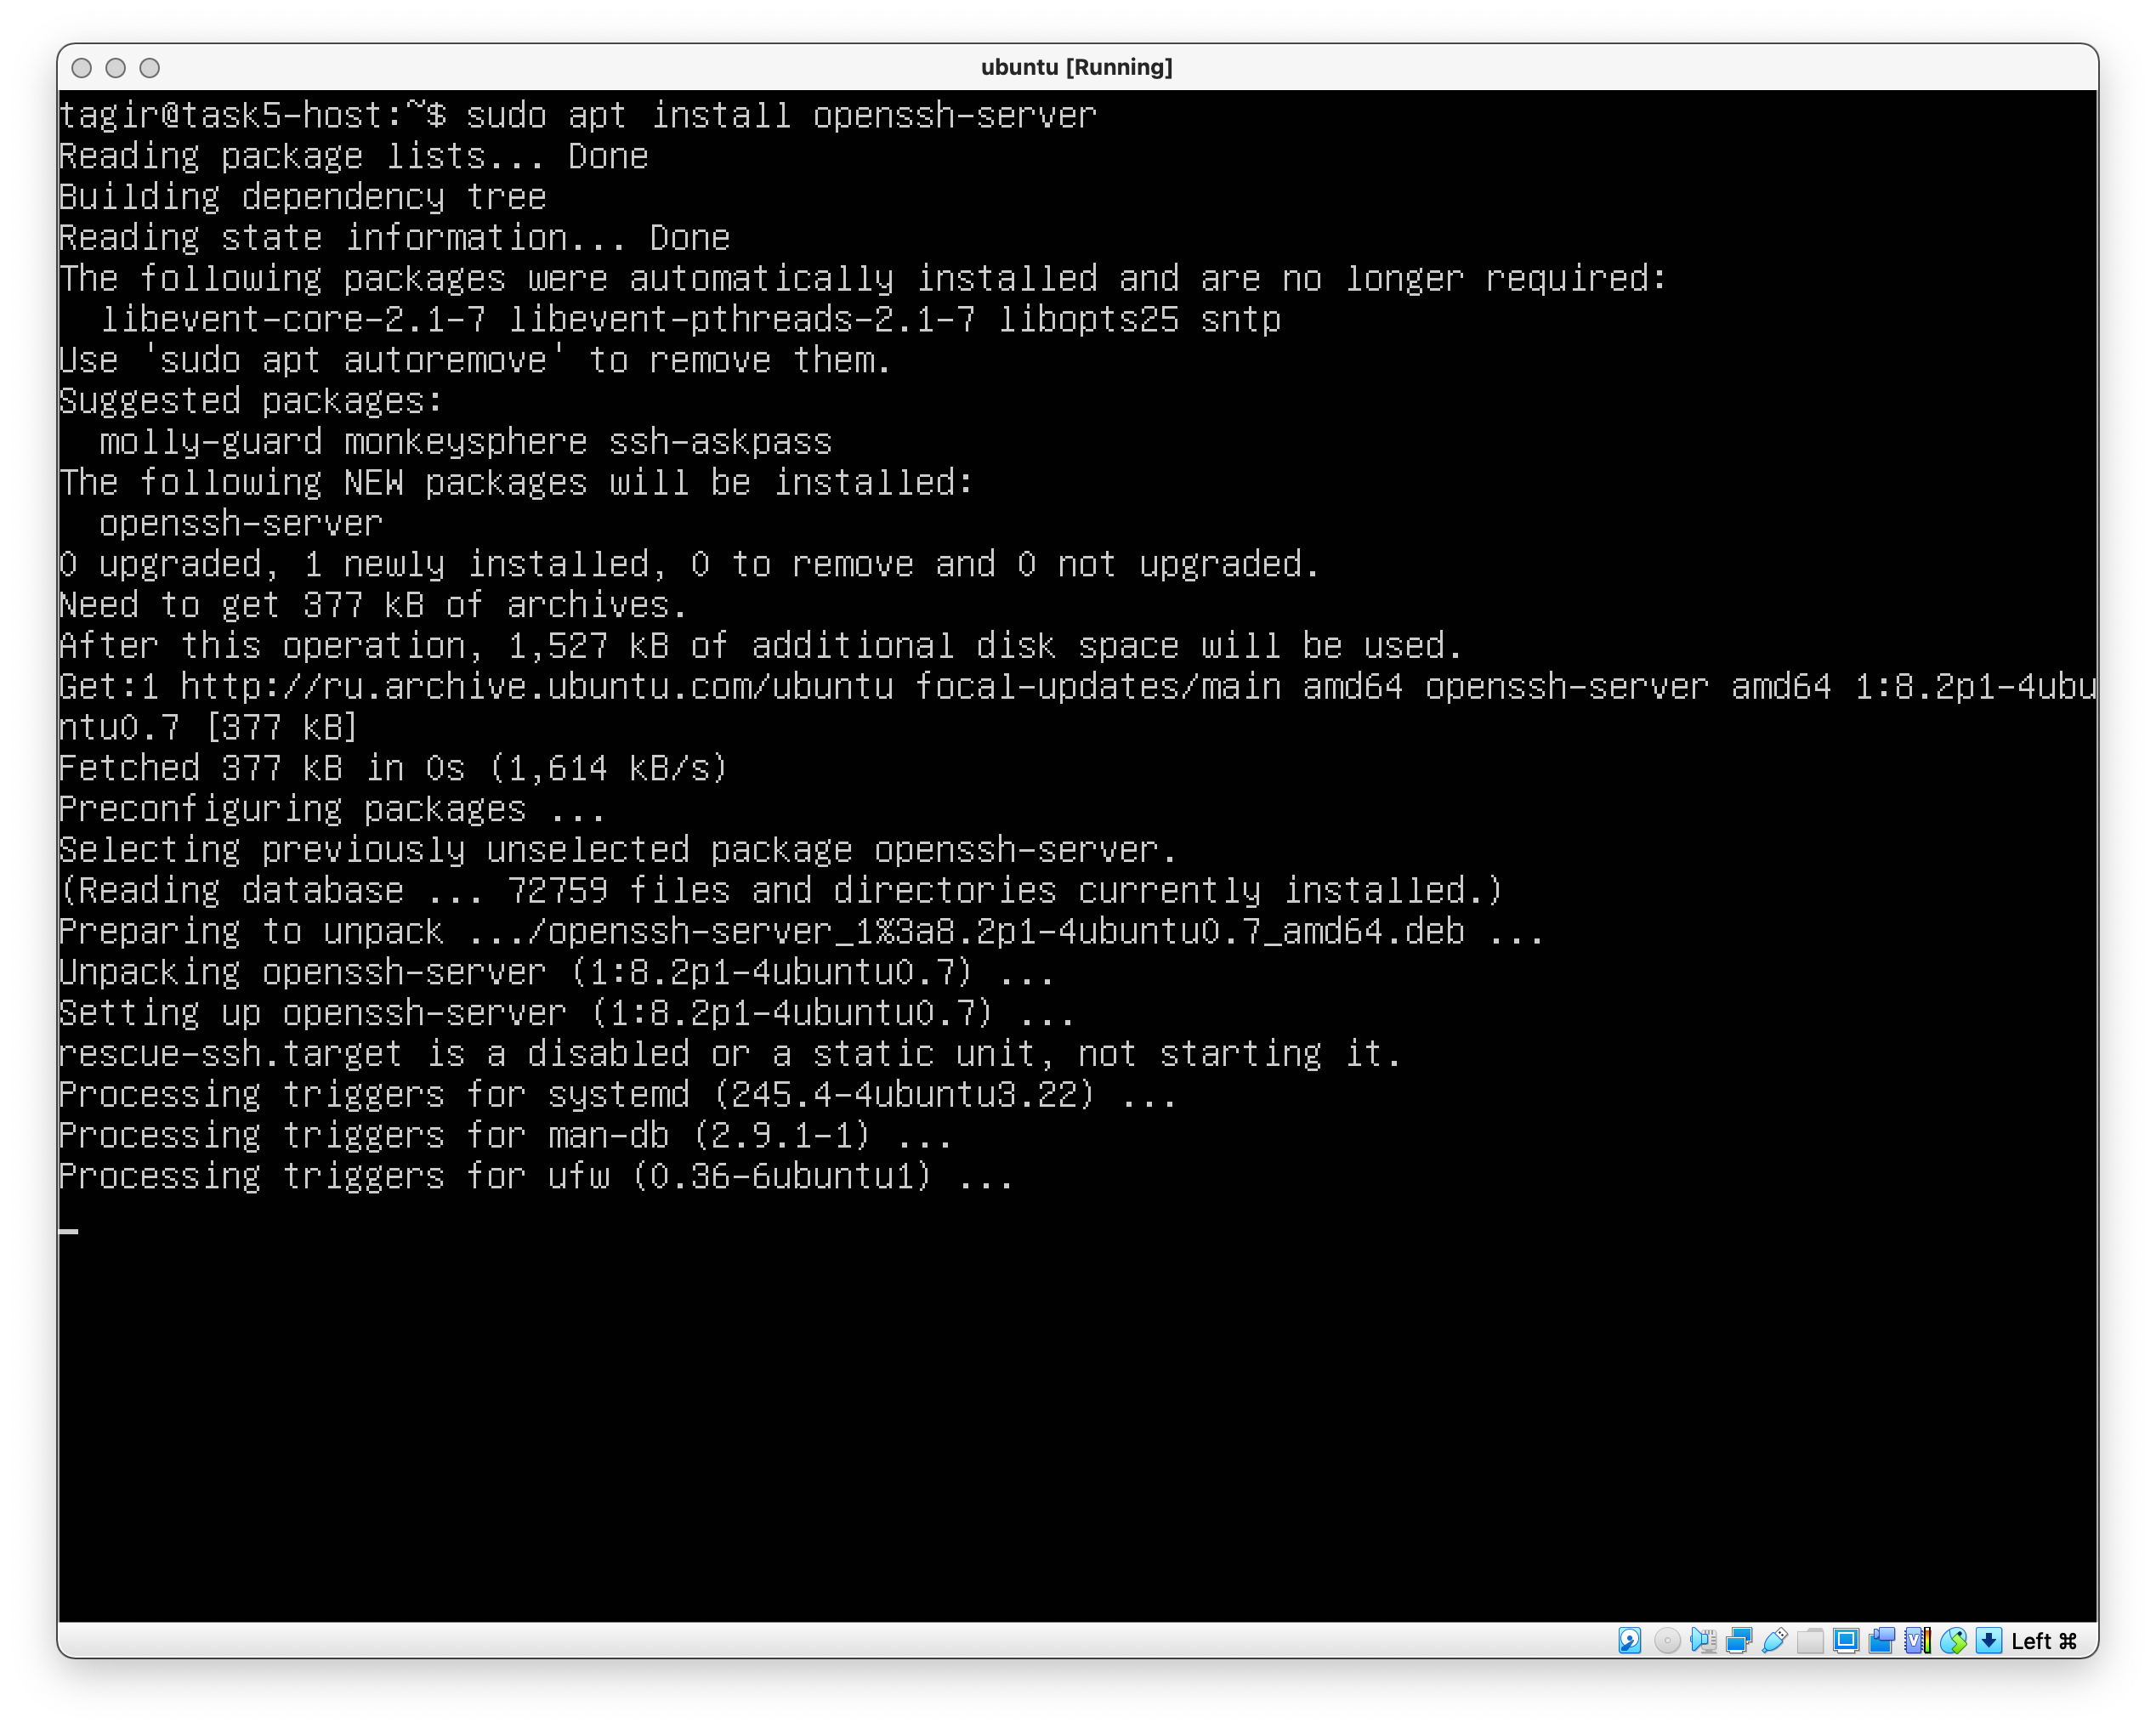 ubuntu [Running]
tagir@task5-host:~$ sudo apt install openssh-server
Reading package lists... Done
Building dependency tree
Reading state information... Done
The following packages were automatically installed and are no longer required:
  libevent-core-2.1-7 libevent-pthreads-2.1-7 libopts25 sntp
Use 'sudo apt autoremove' to remove them.
Suggested packages:
  molly-guard monkeysphere ssh-askpass
The following NEW packages will be installed:
  openssh-server
0 upgraded, 1 newly installed, 0 to remove and 0 not upgraded.
Need to get 377 kB of archives.
After this operation, 1,527 kB of additional disk space will be used.
Get:1 http://ru.archive.ubuntu.com/ubuntu focal-updates/main amd64 openssh-server amd64 1:8.2p1-4ubu
ntu0.7 [377 kB]
Fetched 377 kB in 0s (1,614 kB/s)
Preconfiguring packages ...
Selecting previously unselected package openssh-server.
(Reading database ... 72759 files and directories currently installed.)
Preparing to unpack .../openssh-server_1%3a8.2p1-4ubuntu0.7_amd64.deb ...
Unpacking openssh-server (1:8.2p1-4ubuntu0.7) ...
Setting up openssh-server (1:8.2p1-4ubuntu0.7) ...
rescue-ssh.target is a disabled or a static unit, not starting it.
Processing triggers for systemd (245.4-4ubuntu3.22) ...
Processing triggers for man-db (2.9.1-1) ...
Processing triggers for ufw (0.36-6ubuntu1) ...
Left ⌘